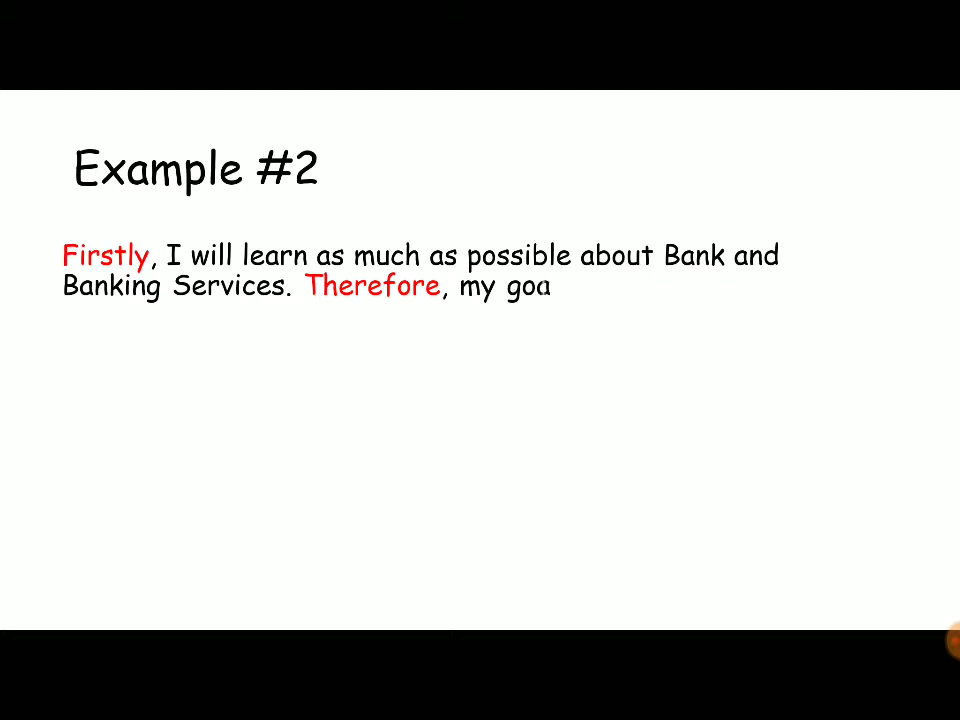 Example #2
Firstly, I will learn as much as possible about Bank and
Banking Services. Therefore, my goa